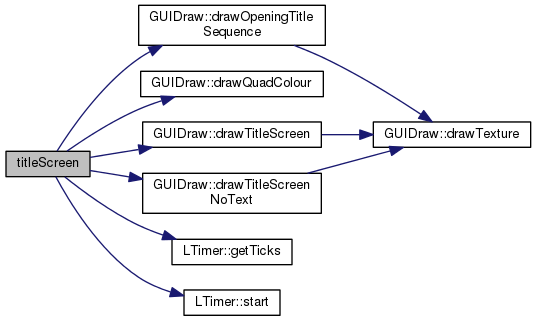 GUIDraw::drawOpeningTitle
Sequence
GUIDraw::drawQuadColour
GUIDraw::drawTitleScreen
GUIDraw::drawTexture
titleScreen
GUIDraw::drawTitleScreen
NoText
LTimer::getTicks
LTimer::start